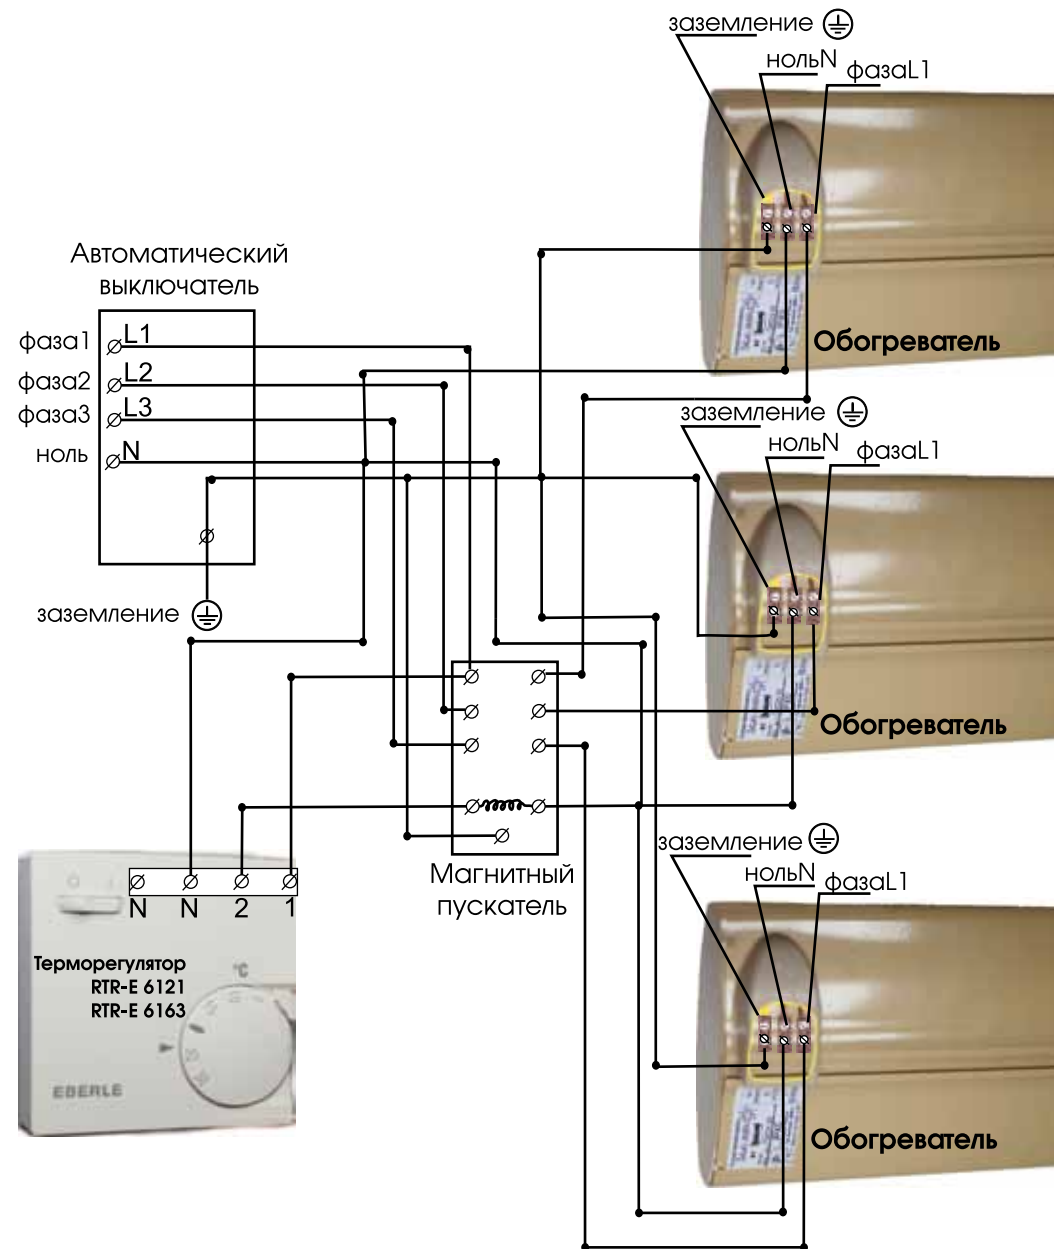 заземление
нольN
фазаL1
Обогреватель
Автоматический
выключатель
фаза1
L1
фаза2
L2
фаза3
L3
ноль
N
заземление
заземление
нольN
фазаL1
Обогреватель
Магнитный
пускатель
N N 2 1
Терморегулятор
RTR-E 6121
RTR-E 6163
°C
EBERLE
заземление
нольN
фазаL1
Обогреватель